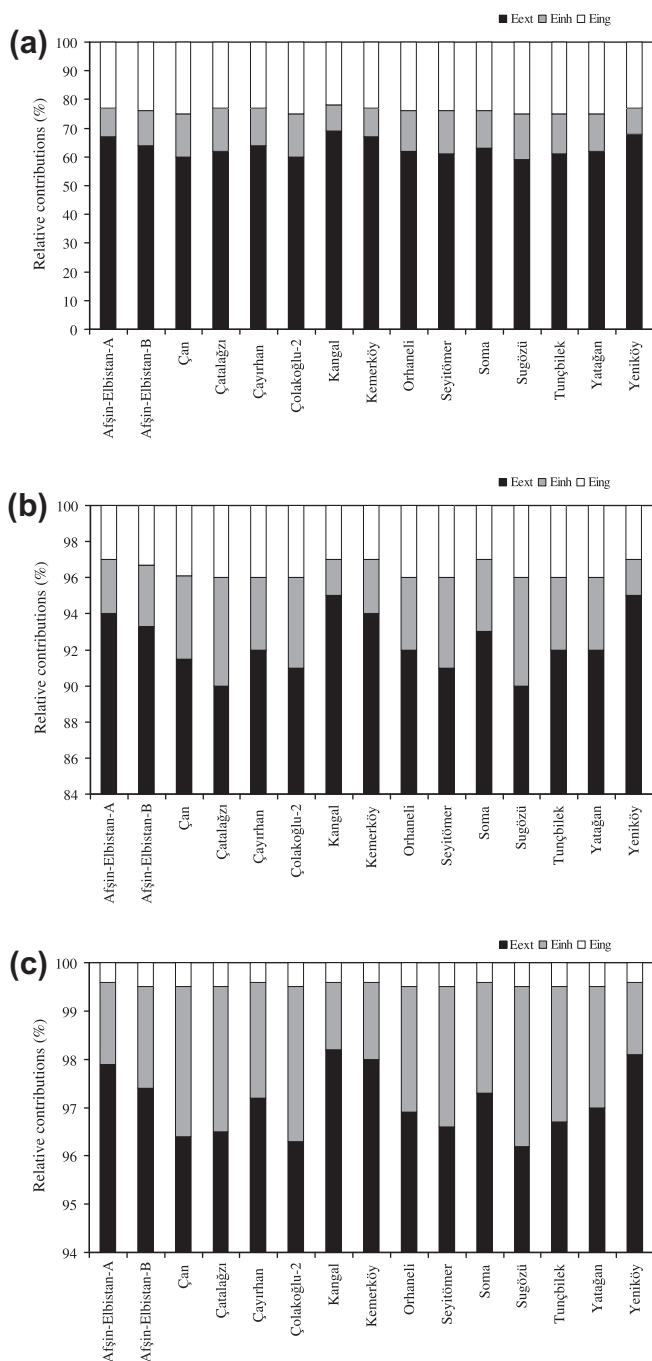 (a)
Eext Einh Eing
Relative contributions (%)
100
90
80
70
60
50
40
30
20
10
0
Afşin-Elbistan-A
Afşin-Elbistan-B
Çan
Çatalağzı
Çayırhan
Çolakoğlu-2
Kangal
Kemerköy
Orhaneli
Seyitömer
Soma
Sugözü
Tunçbilek
Yatağan
Yeniköy
(b)
Eext Einh Eing
Relative contributions (%)
100
98
96
94
92
90
88
86
84
Afşin-Elbistan-A
Afşin-Elbistan-B
Çan
Çatalağzı
Çayırhan
Çolakoğlu-2
Kangal
Kemerköy
Orhaneli
Seyitömer
Soma
Sugözü
Tunçbilek
Yatağan
Yeniköy
(c)
Eext Einh Eing
Relative contributions (%)
100
99
98
97
96
95
94
Afşin-Elbistan-A
Afşin-Elbistan-B
Çan
Çatalağzı
Çayırhan
Çolakoğlu-2
Kangal
Kemerköy
Orhaneli
Seyitömer
Soma
Sugözü
Tunçbilek
Yatağan
Yeniköy